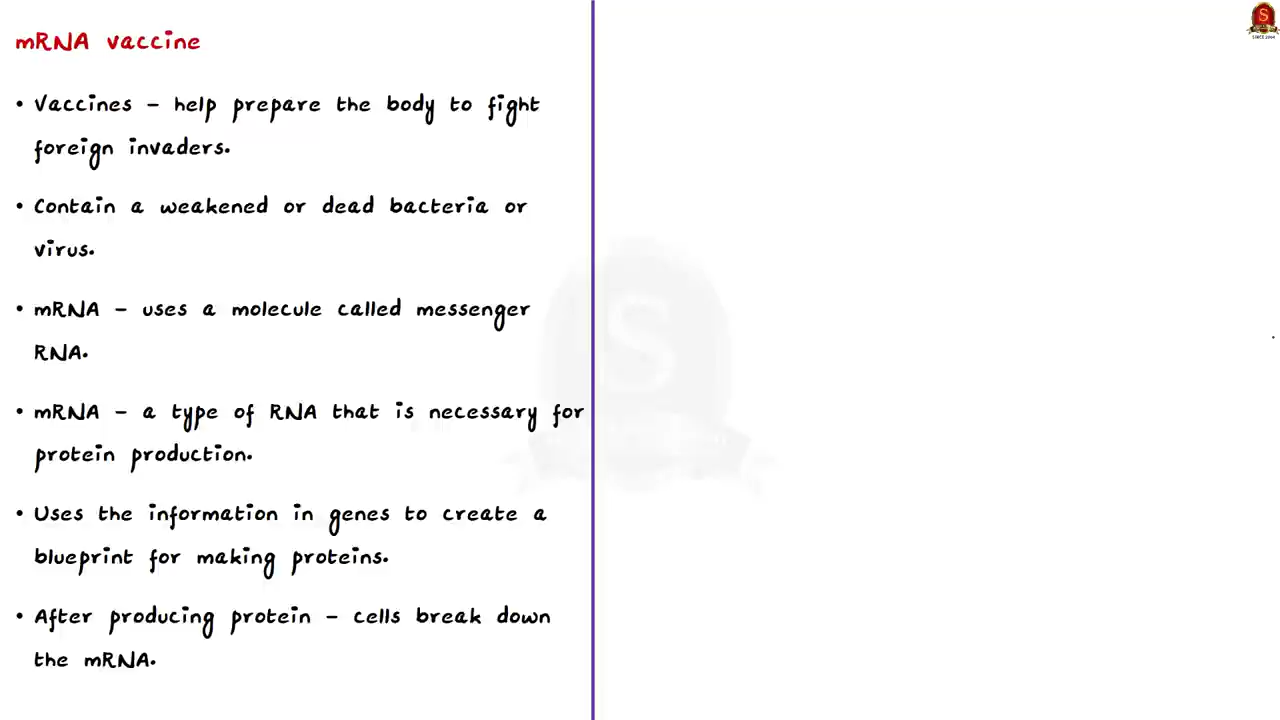 mRNA vaccine
• Vaccines – help prepare the body to fight
foreign invaders.
• Contain a weakened or dead bacteria or
virus.
• mRNA – uses a molecule called messenger
RNA.
• mRNA – a type of RNA that is necessary for
protein production.
• Uses the information in genes to create a
blueprint for making proteins.
• After producing protein – cells break down
the mRNA.
S
SINCE 2004
S